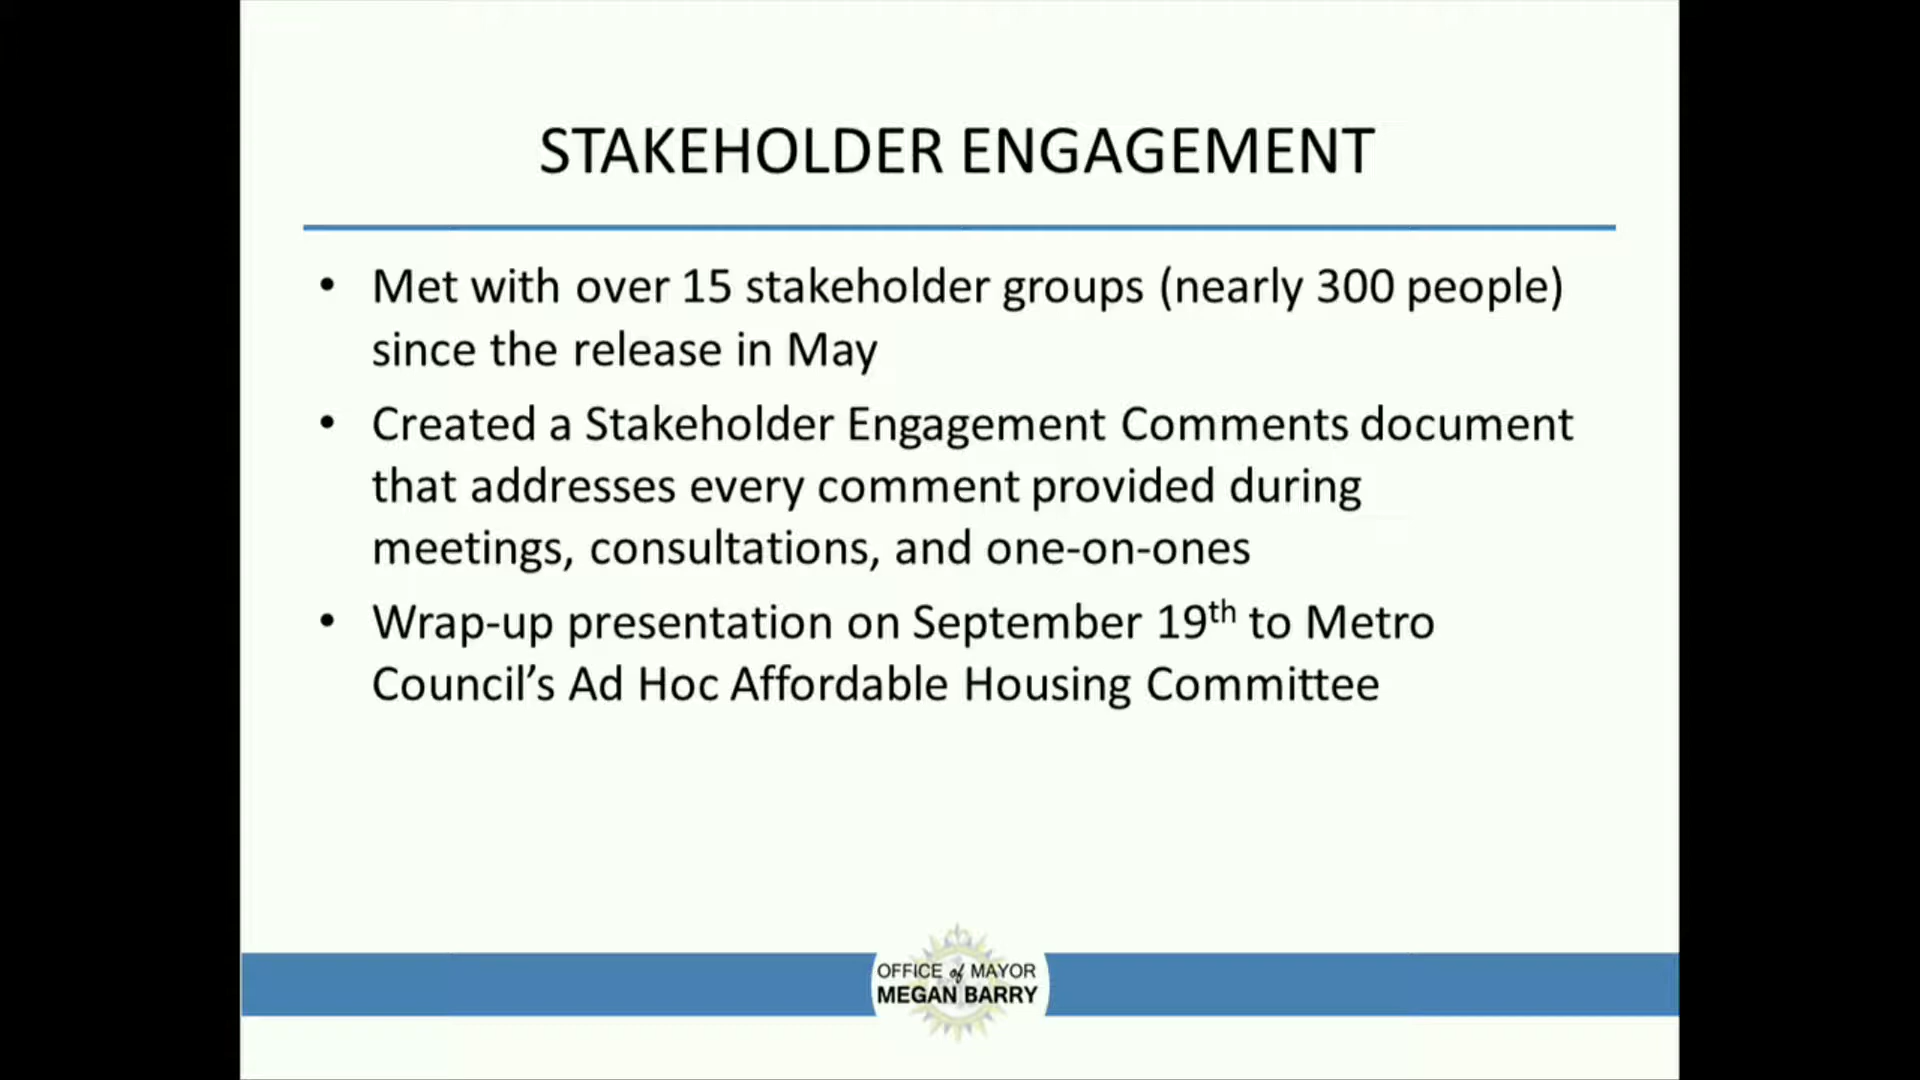 STAKEHOLDER ENGAGEMENT
• Met with over 15 stakeholder groups (nearly 300 people)
since the release in May
• Created a Stakeholder Engagement Comments document
that addresses every comment provided during
meetings, consultations, and one-on-ones
• Wrap-up presentation on September 19th to Metro
Council’s Ad Hoc Affordable Housing Committee
OFFICE of MAYOR
MEGAN BARRY